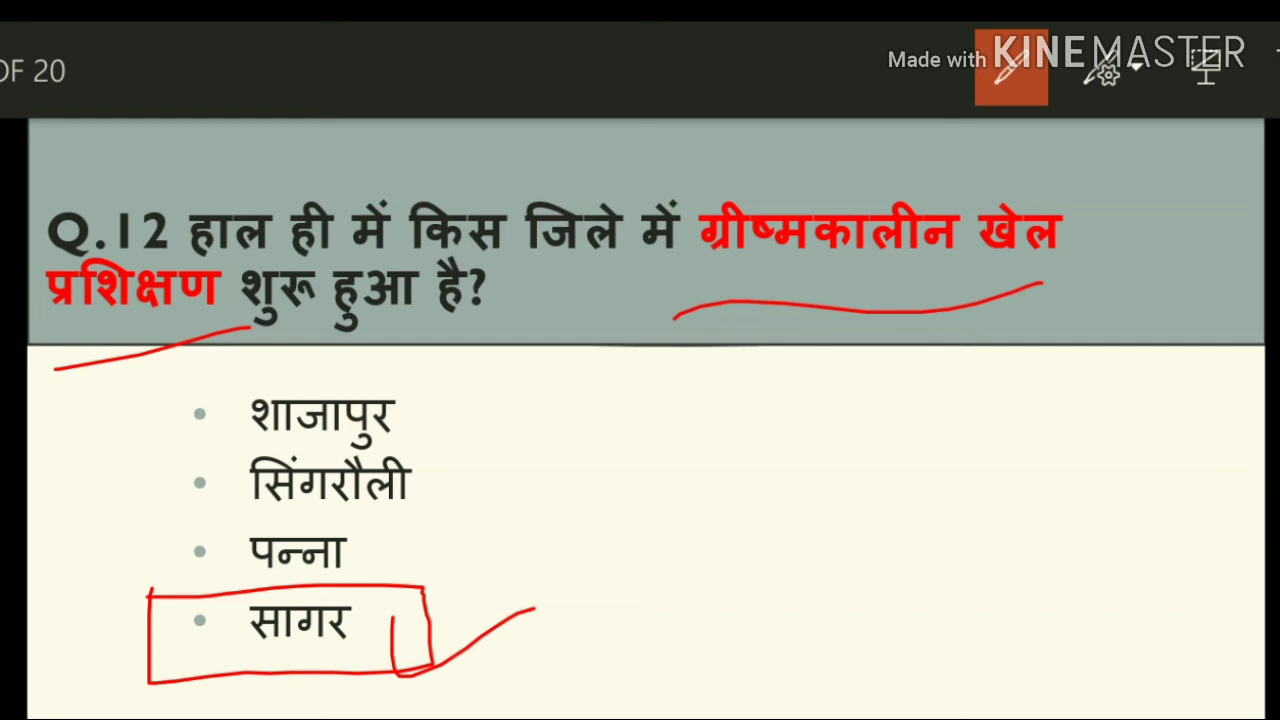 Made with KINEMASTER
OF 20
Q.12 हाल ही में किस जिले में ग्रीष्मकालीन खेल
प्रशिक्षण शुरू हुआ है?
शाजापुर
सिंगरौली
पन्ना
सागर